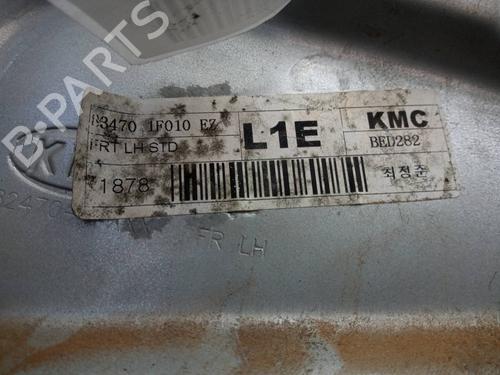 B-PARTS
83470 1F010 EZ
L1E
KMC
FRT LH STD
BED282
1878
최정준
FR LH